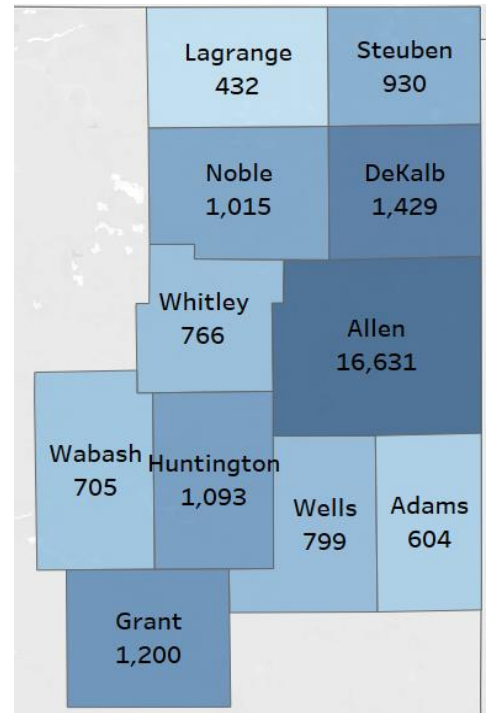 Lagrange
432
Steuben
930
Noble
1,015
DeKalb
1,429
Whitley
766
Allen
16,631
Wabash
705
Huntington
1,093
Wells
799
Adams
604
Grant
1,200